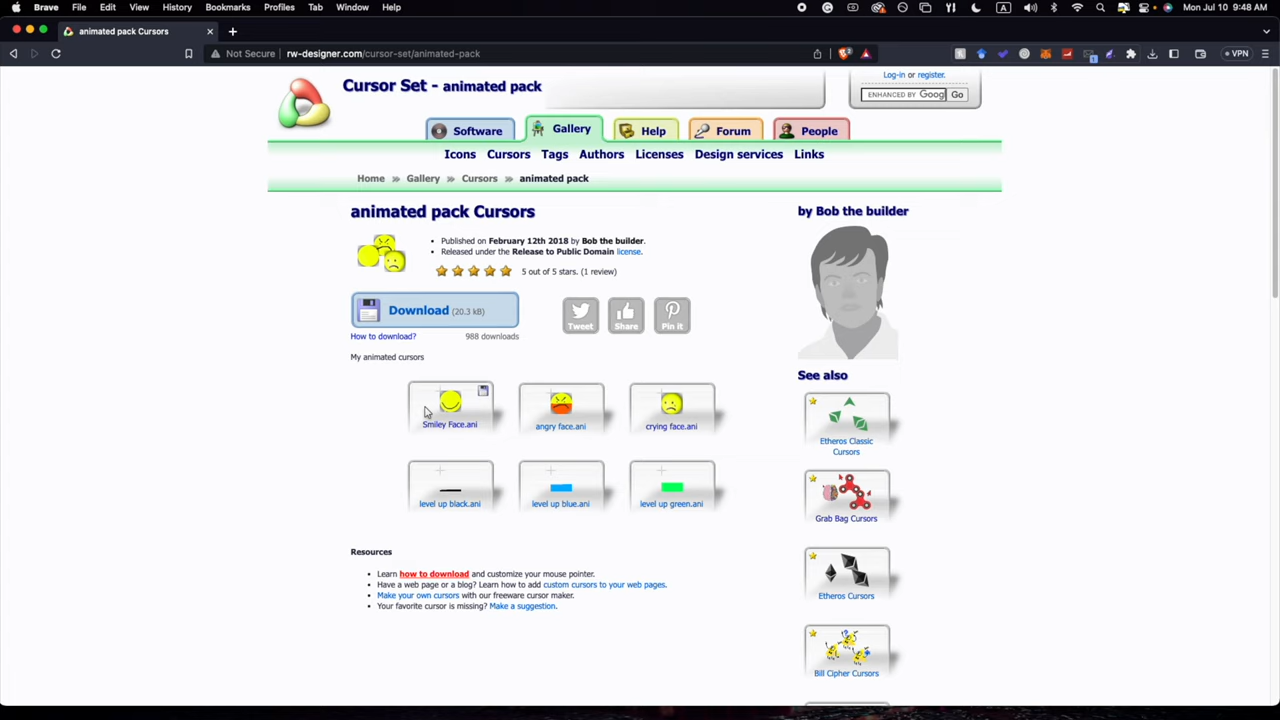 Brave File Edit View History Bookmarks Profiles Tab Window Help A Mon Jul 10 9:48 AM
animated pack Cursors
Not Secure rw-designer.com/cursor-set/animated-pack VPN
Cursor Set - animated pack
Log-in or register.
ENHANCED BY Goog Go
Software Gallery Help Forum People
Icons Cursors Tags Authors Licenses Design services Links
Home » Gallery » Cursors » animated pack
animated pack Cursors
by Bob the builder
• Published on February 12th 2018 by Bob the builder.
• Released under the Release to Public Domain license.
5 out of 5 stars. (1 review)
Download (20.3 kB)
Tweet Share Pin it
How to download? 988 downloads
My animated cursors
See also
Smiley Face.ani angry face.ani crying face.ani
Etheros Classic
Cursors
level up black.ani level up blue.ani level up green.ani
Grab Bag Cursors
Resources
• Learn how to download and customize your mouse pointer.
• Have a web page or a blog? Learn how to add custom cursors to your web pages.
• Make your own cursors with our freeware cursor maker.
• Your favorite cursor is missing? Make a suggestion.
Etheros Cursors
Bill Cipher Cursors